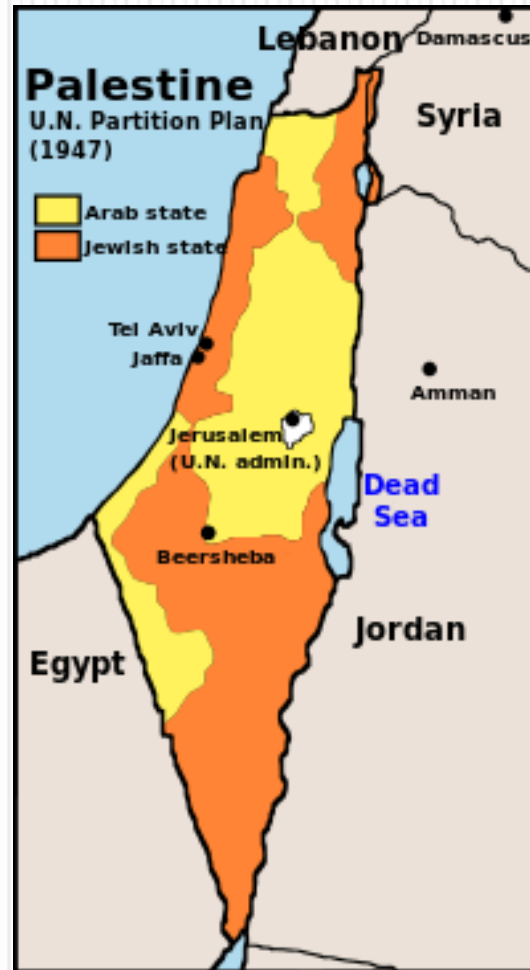 Lebanon
Damascus
Palestine
U.N. Partition Plan
(1947)
Syria
Arab state
Jewish state
Tel Aviv
Jaffa
Amman
Jerusalem
(U.N. admin.)
Dead
Sea
Beersheba
Jordan
Egypt